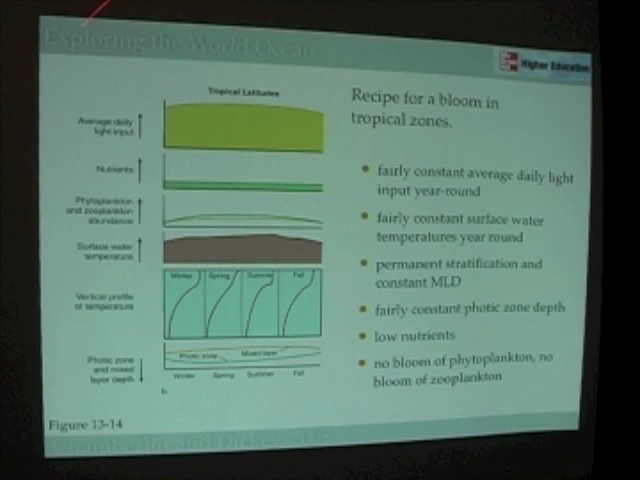 Exploring the World Ocean
Higher Education
Tropical Latitudes
Average daily
light input
Nutrients
Phytoplankton
and zooplankton
abundance
Surface water
temperature
Vertical profile
of temperature
Winter Spring Summer Fall
Photic zone
and mixed
layer depth
Photic zone Mixed layer
Winter Spring Summer Fall
b.
Figure 13-14
Recipe for a bloom in
tropical zones.
fairly constant average daily light
input year-round
fairly constant surface water
temperatures year round
permanent stratification and
constant MLD
fairly constant photic zone depth
low nutrients
no bloom of phytoplankton, no
bloom of zooplankton
Chamberlin and Dickey